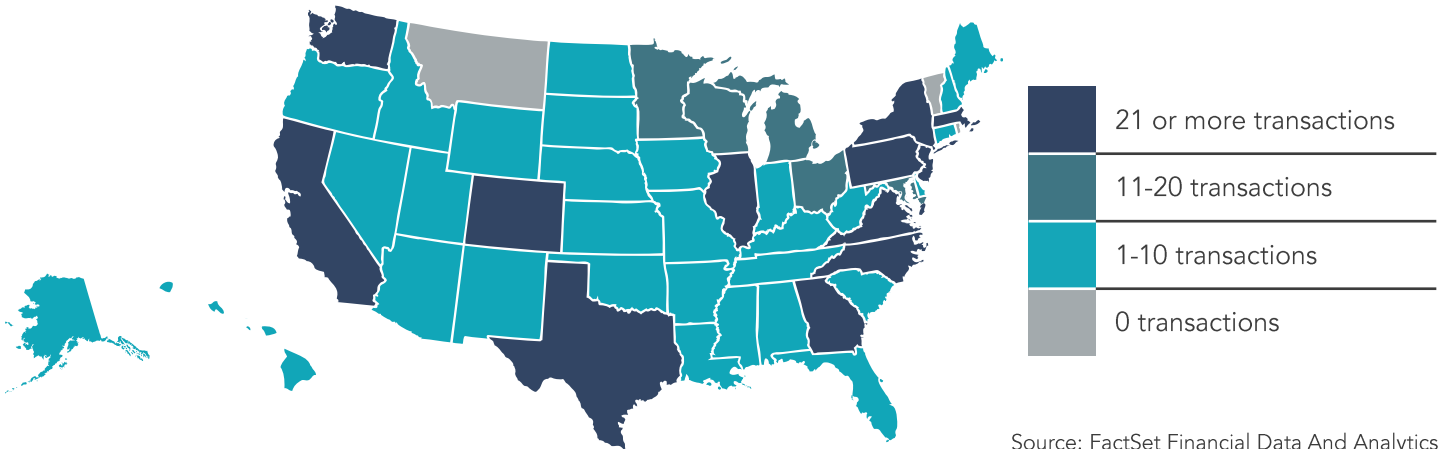 21 or more transactions
11-20 transactions
1-10 transactions
0 transactions
Source: FactSet Financial Data And Analytics